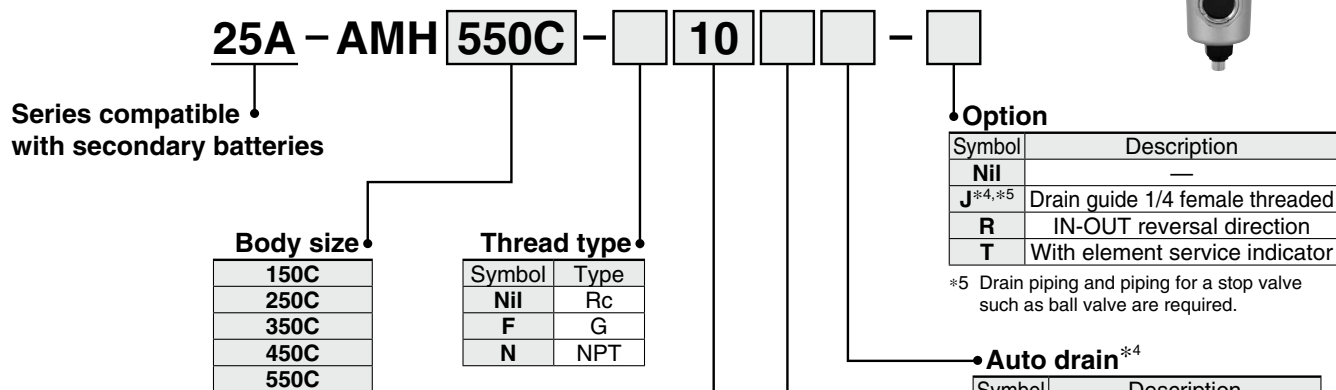 25A – AMH 550C – 10 –
Series compatible
with secondary batteries
Body size
150C
250C
350C
450C
550C
Thread type
Symbol Type
Nil Rc
F G
N NPT
Option
Symbol Description
Nil —
J*4,*5 Drain guide 1/4 female threaded
R IN-OUT reversal direction
T With element service indicator
*5 Drain piping and piping for a stop valve
such as ball valve are required.
Auto drain*4
Symbol Description